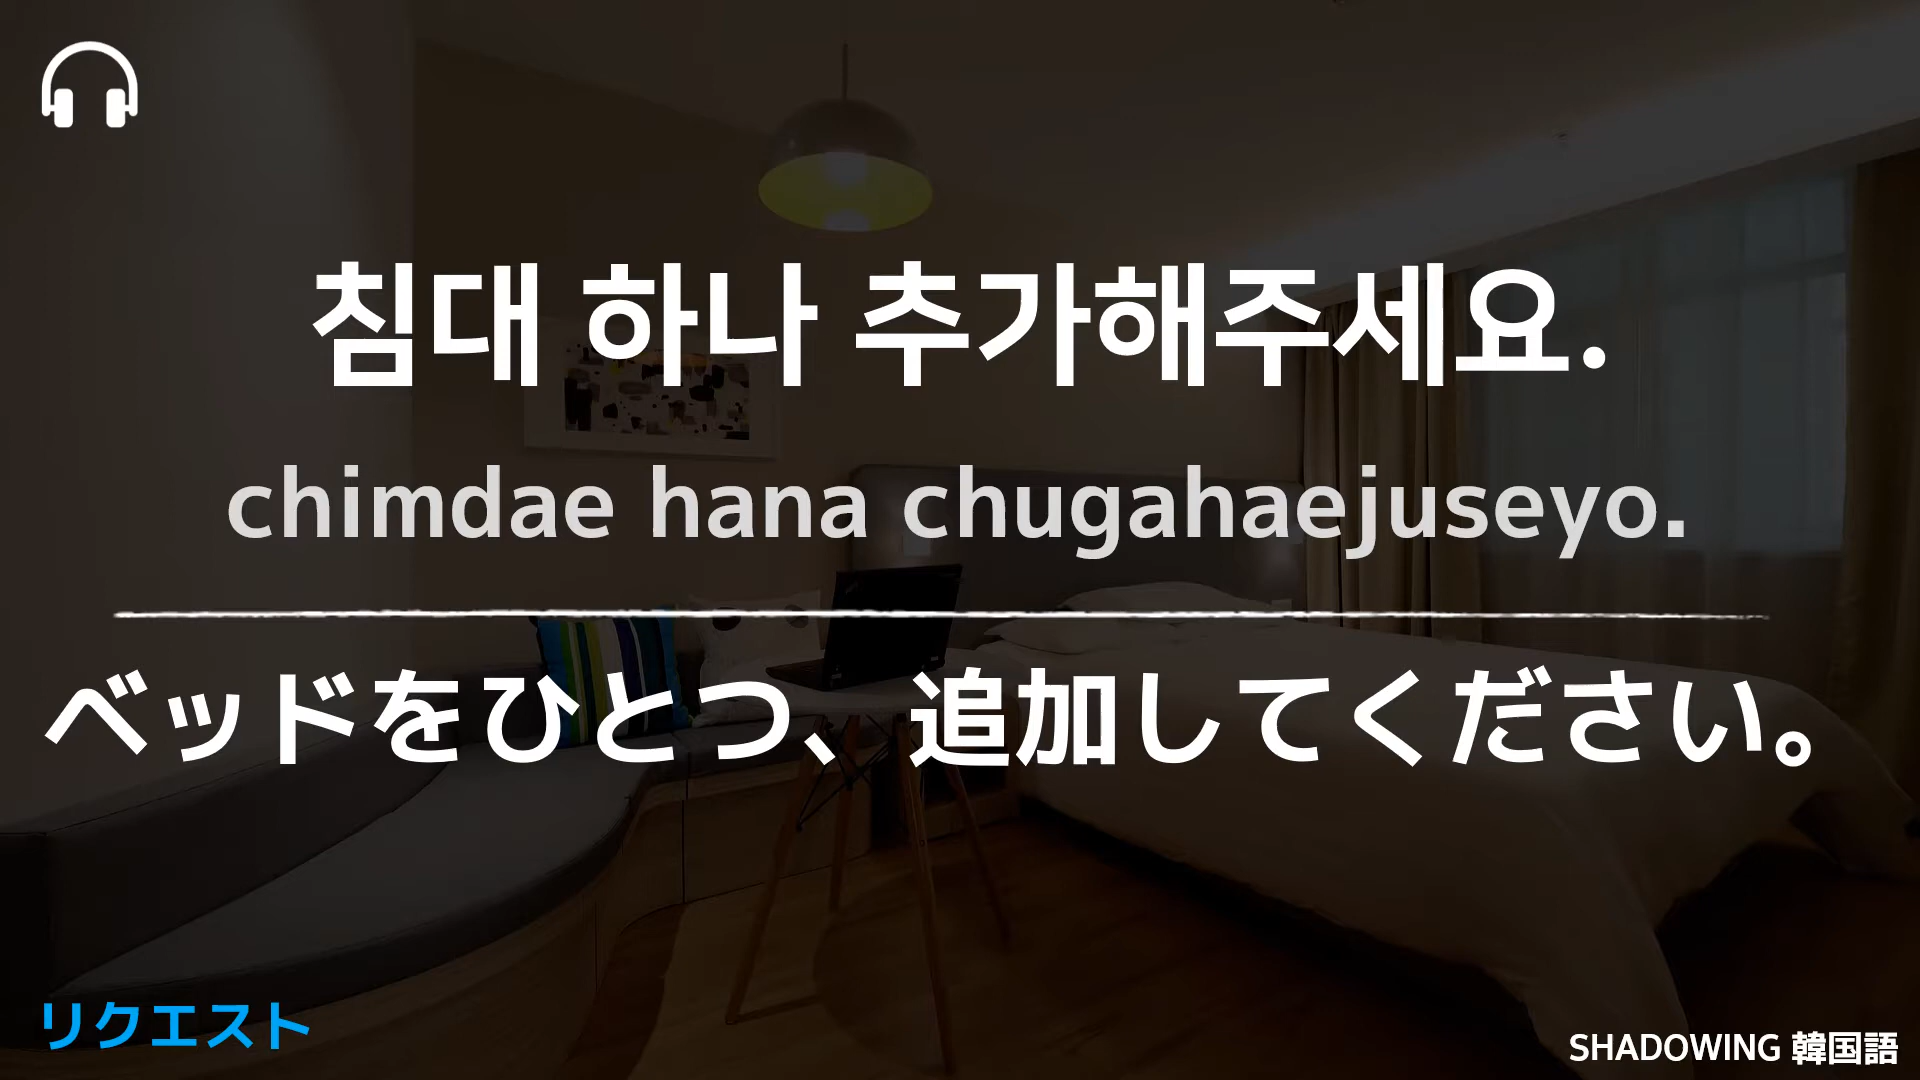 침대 하나 추가해주세요.
chimdae hana chugahaejuseyo.
ベッドをひとつ、追加してください。
リクエスト
SHADOWING 韓国語